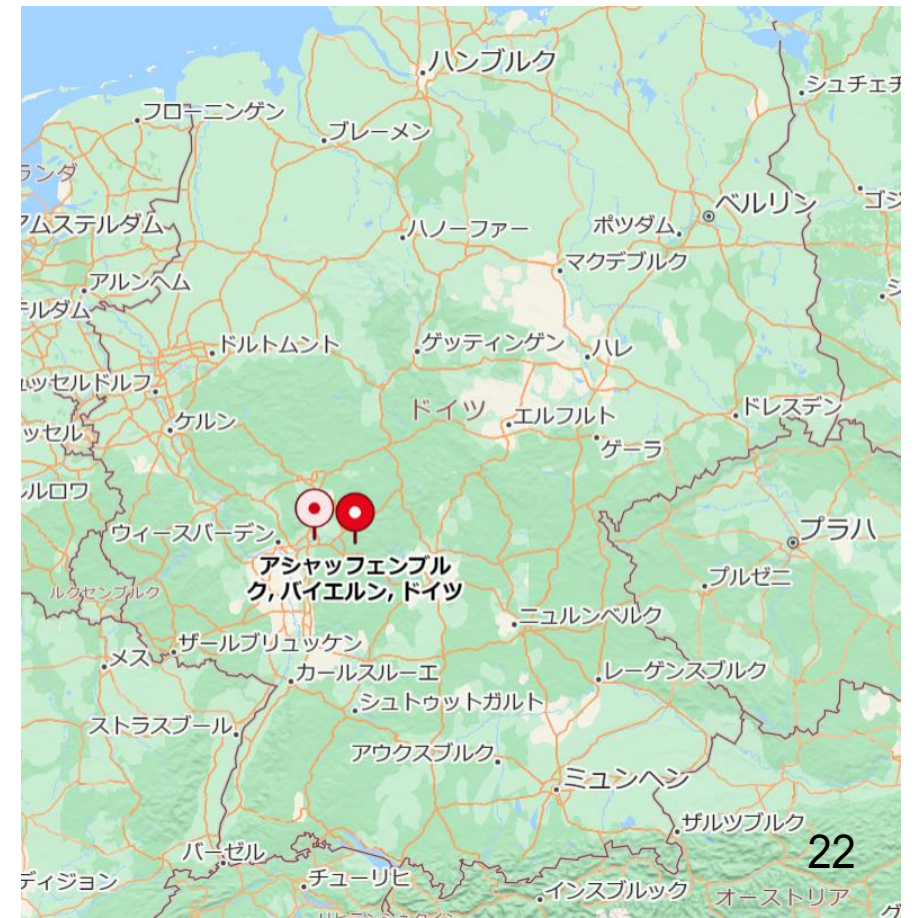 ハンブルク
シュチェチ
フローニンゲン
ブレーメン
ランダ
ベルリン
ゴジ
アムステルダム
ハノーファー
ポツダム
マクデブルク
アルンヘム
テルダム
ドルトムント
ゲッティンゲン
ハレ
ュッセルドルフ
ドイツ
エルフルト
ドレスデン
ケルン
ッセル
ゲーラ
ルルロワ
ウィースバーデン
プラハ
アシャッフェンブル
ク, バイエルン, ドイツ
プルゼニ
ルクセンブルク
ニュルンベルク
ザールブリュッケン
メス
カールスルーエ
レーゲンスブルク
シュトゥットガルト
ストラスブール
アウクスブルク
ミュンヘン
ザルツブルク
22
バーゼル
ディジョン
チューリヒ
インスブルック
オーストリア
グ